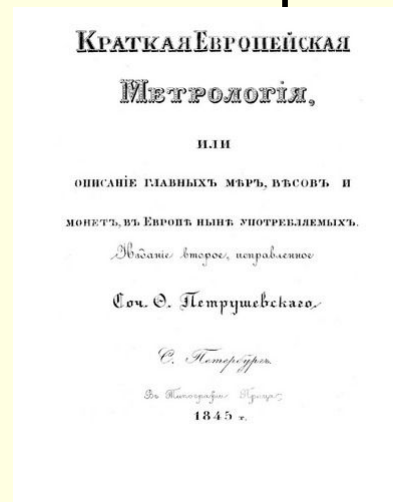 Краткая Европейская
Метрологія,
или
описаніе главныхъ мѣръ, вѣсовъ и
монетъ, въ Европѣ нынѣ употребляемыхъ.
Изданіе второе, исправленное
Соч. Ѳ. Петрушевскаго.
С. Петербургъ
Въ Типографіи
1845 г.